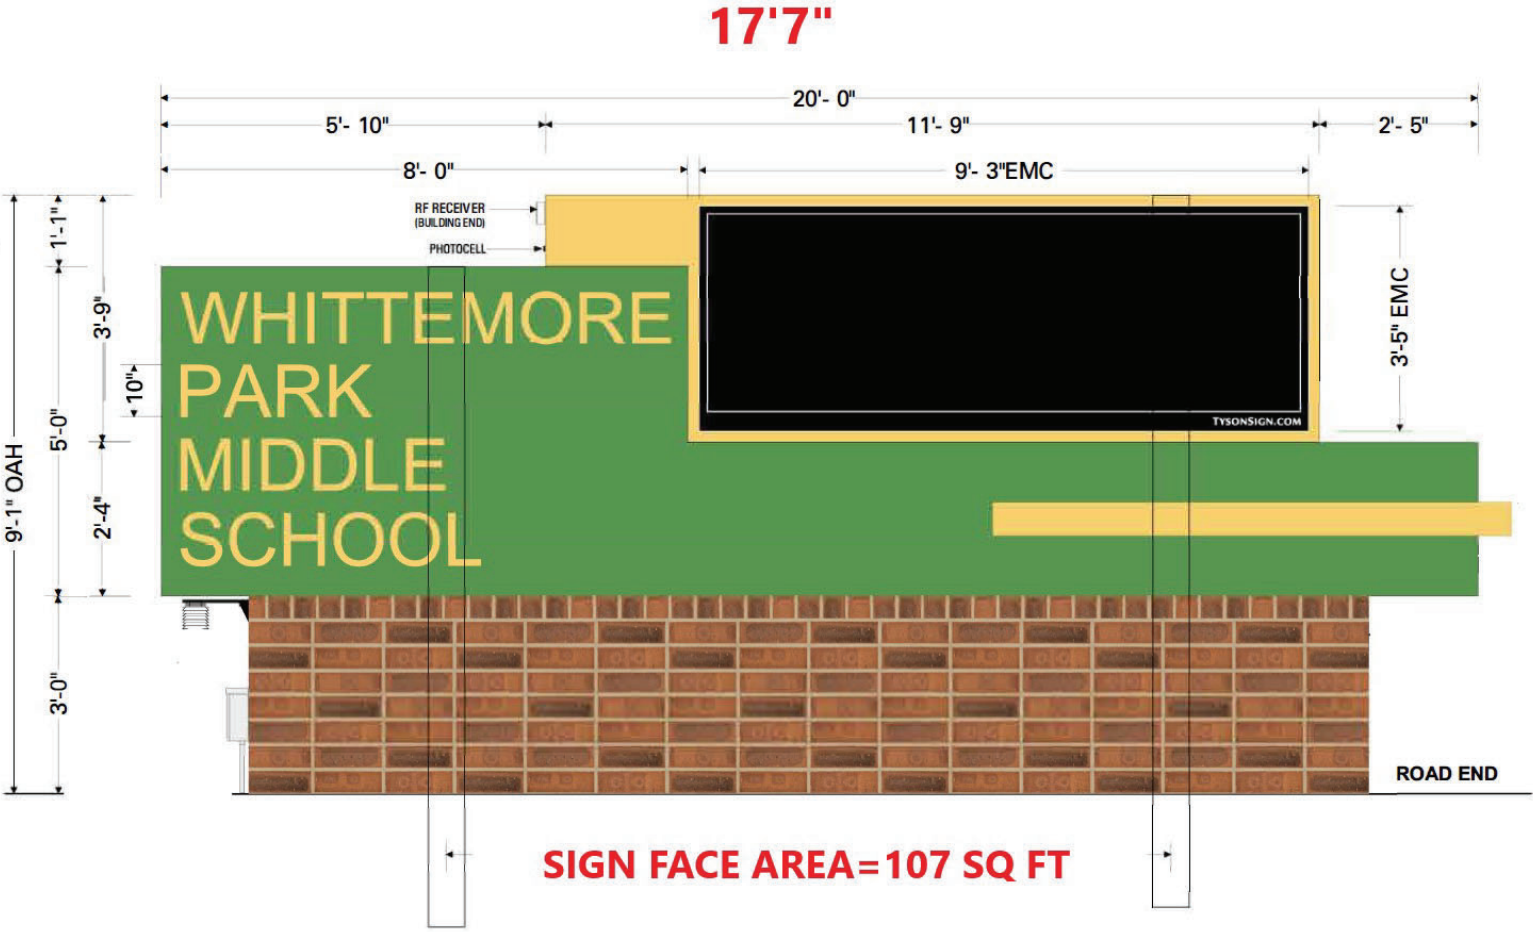 17'7"
20'- 0"
5'- 10"
11'- 9"
2'- 5"
8'- 0"
9'- 3"EMC
RF RECEIVER
(BUILDING END)
PHOTOCELL
1'-1"
3'-9"
10"
5'-0"
2'-4"
9'-1" OAH
3'-0"
3'-5" EMC
WHITTEMORE
PARK
MIDDLE
SCHOOL
TYSONSIGN.COM
ROAD END
SIGN FACE AREA=107 SQ FT